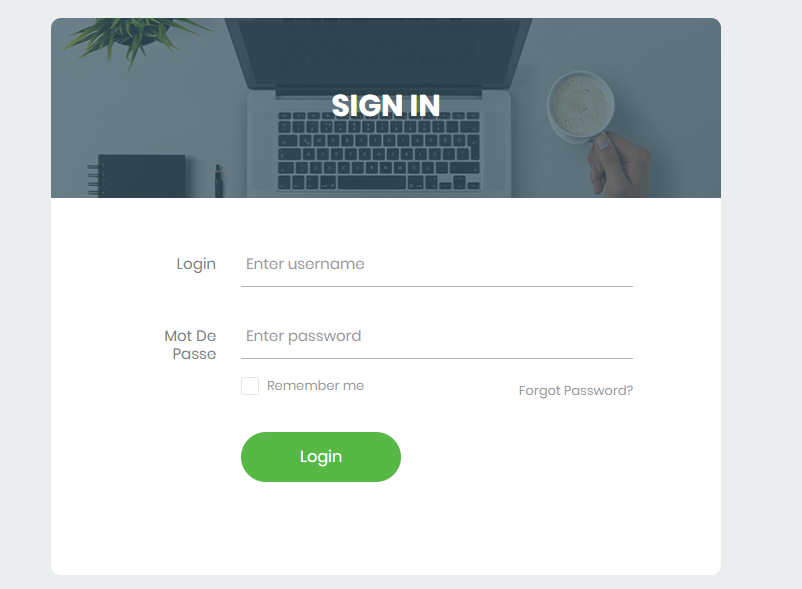 SIGN IN
Login
Enter username
Mot De
Passe
Enter password
Remember me
Forgot Password?
Login